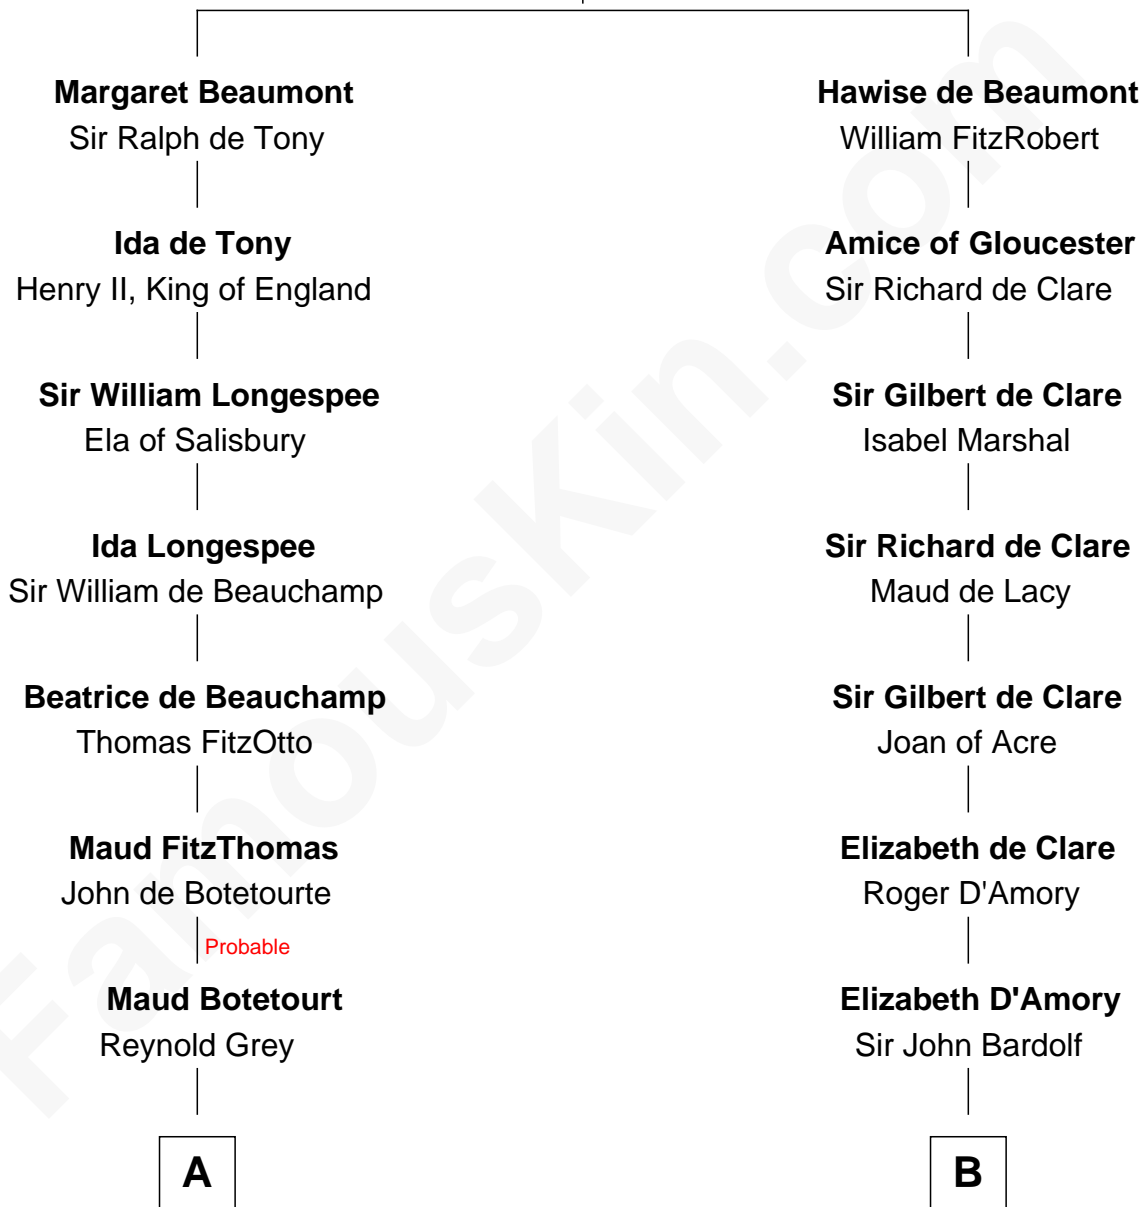 Margaret Beaumont
Sir Ralph de Tony
Ida de Tony
Henry II, King of England
Sir William Longespee
Ela of Salisbury
Ida Longespee
Sir William de Beauchamp
Beatrice de Beauchamp
Thomas FitzOtto
Maud FitzThomas
John de Botetourte
Probable
Maud Botetourt
Reynold Grey
A
Hawise de Beaumont
William FitzRobert
Amice of Gloucester
Sir Richard de Clare
Sir Gilbert de Clare
Isabel Marshal
Sir Richard de Clare
Maud de Lacy
Sir Gilbert de Clare
Joan of Acre
Elizabeth de Clare
Roger D'Amory
Elizabeth D'Amory
Sir John Bardolf
B
FamousKin.com